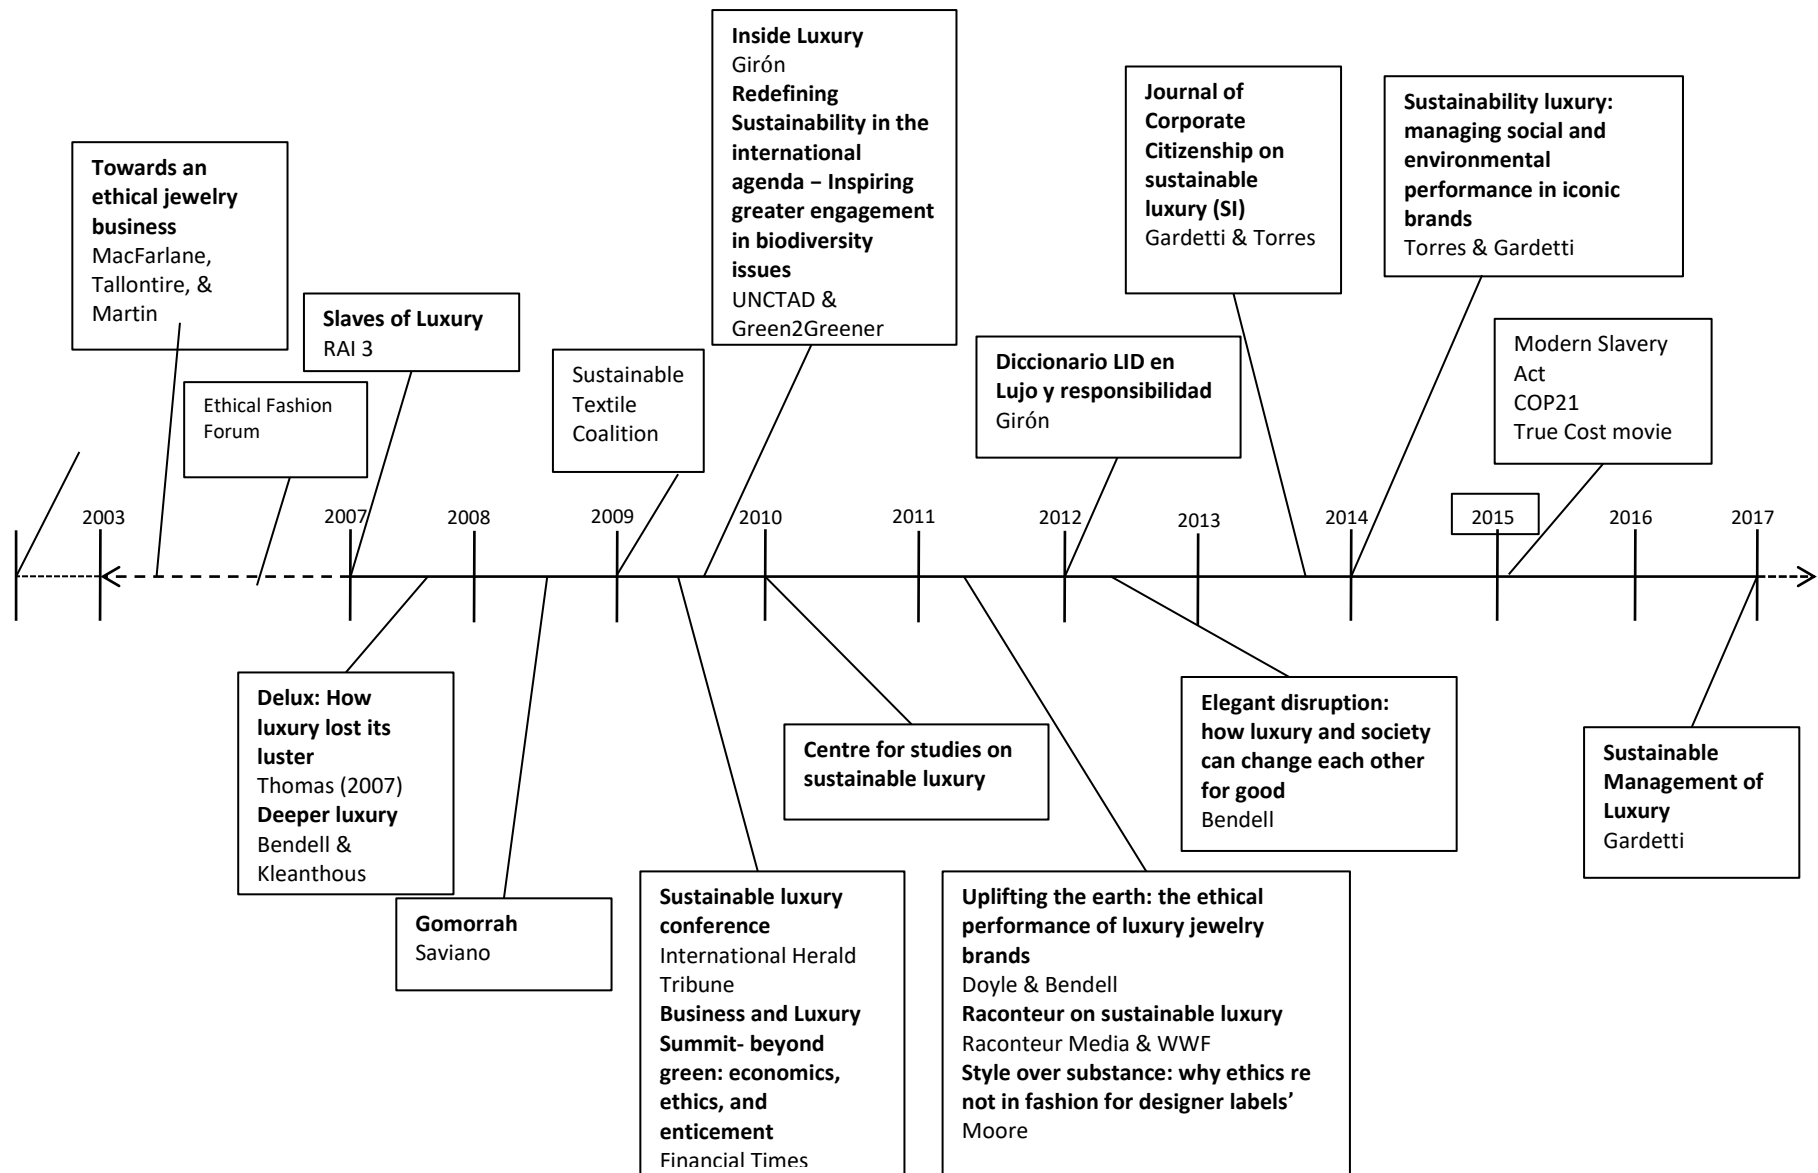 Inside Luxury
Girón
Redefining
Sustainability in the
international
agenda – Inspiring
greater engagement
in biodiversity
issues
UNCTAD &
Green2Greener
Journal of
Corporate
Citizenship on
sustainable
luxury (SI)
Gardetti & Torres
Sustainability luxury:
managing social and
environmental
performance in iconic
brands
Torres & Gardetti
Towards an
ethical jewelry
business
MacFarlane,
Tallontire, &
Martin
Slaves of Luxury
RAI 3
Ethical Fashion
Forum
Sustainable
Textile
Coalition
Diccionario LID en
Lujo y responsibilidad
Girón
Modern Slavery
Act
COP21
True Cost movie
2003 2007 2008 2009 2010 2011 2012 2013 2014 2015 2016 2017
Delux: How
luxury lost its
luster
Thomas (2007)
Deeper luxury
Bendell &
Kleanthous
Gomorrah
Saviano
Sustainable luxury
conference
International Herald
Tribune
Business and Luxury
Summit- beyond
green: economics,
ethics, and
enticement
Financial Times
Centre for studies on
sustainable luxury
Uplifting the earth: the ethical
performance of luxury jewelry
brands
Doyle & Bendell
Raconteur on sustainable luxury
Raconteur Media & WWF
Style over substance: why ethics re
not in fashion for designer labels’
Moore
Elegant disruption:
how luxury and society
can change each other
for good
Bendell
Sustainable
Management of
Luxury
Gardetti